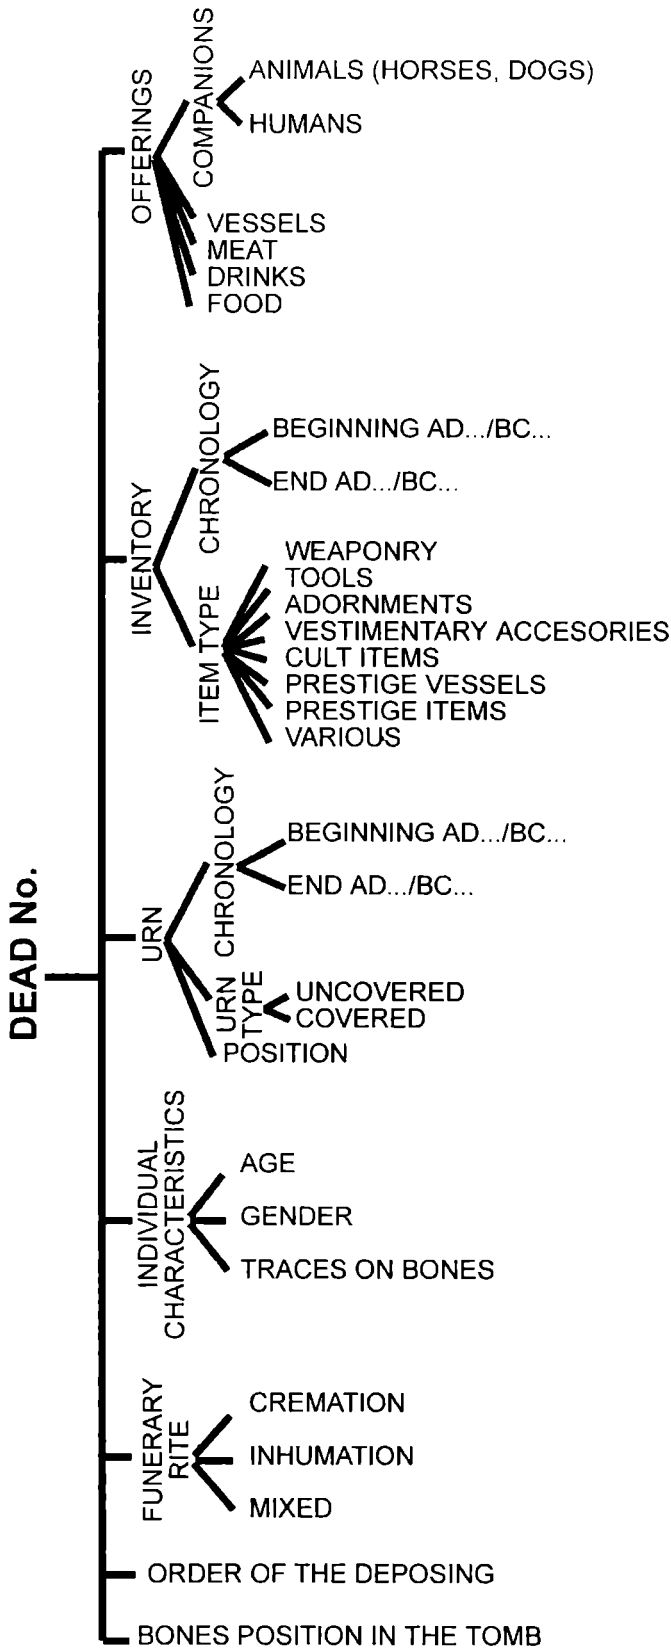 DEAD No.
OFFERINGS
COMPANIONS
ANIMALS (HORSES, DOGS)
HUMANS
VESSELS
MEAT
DRINKS
FOOD
INVENTORY
CHRONOLOGY
BEGINNING AD.../BC...
END AD.../BC...
ITEM TYPE
WEAPONRY
TOOLS
ADORNMENTS
VESTIMENTARY ACCESORIES
CULT ITEMS
PRESTIGE VESSELS
PRESTIGE ITEMS
VARIOUS
URN
CHRONOLOGY
BEGINNING AD.../BC...
END AD.../BC...
URN
TYPE
UNCOVERED
COVERED
POSITION
INDIVIDUAL
CHARACTERISTICS
AGE
GENDER
TRACES ON BONES
FUNERARY
RITE
CREMATION
INHUMATION
MIXED
ORDER OF THE DEPOSING
BONES POSITION IN THE TOMB